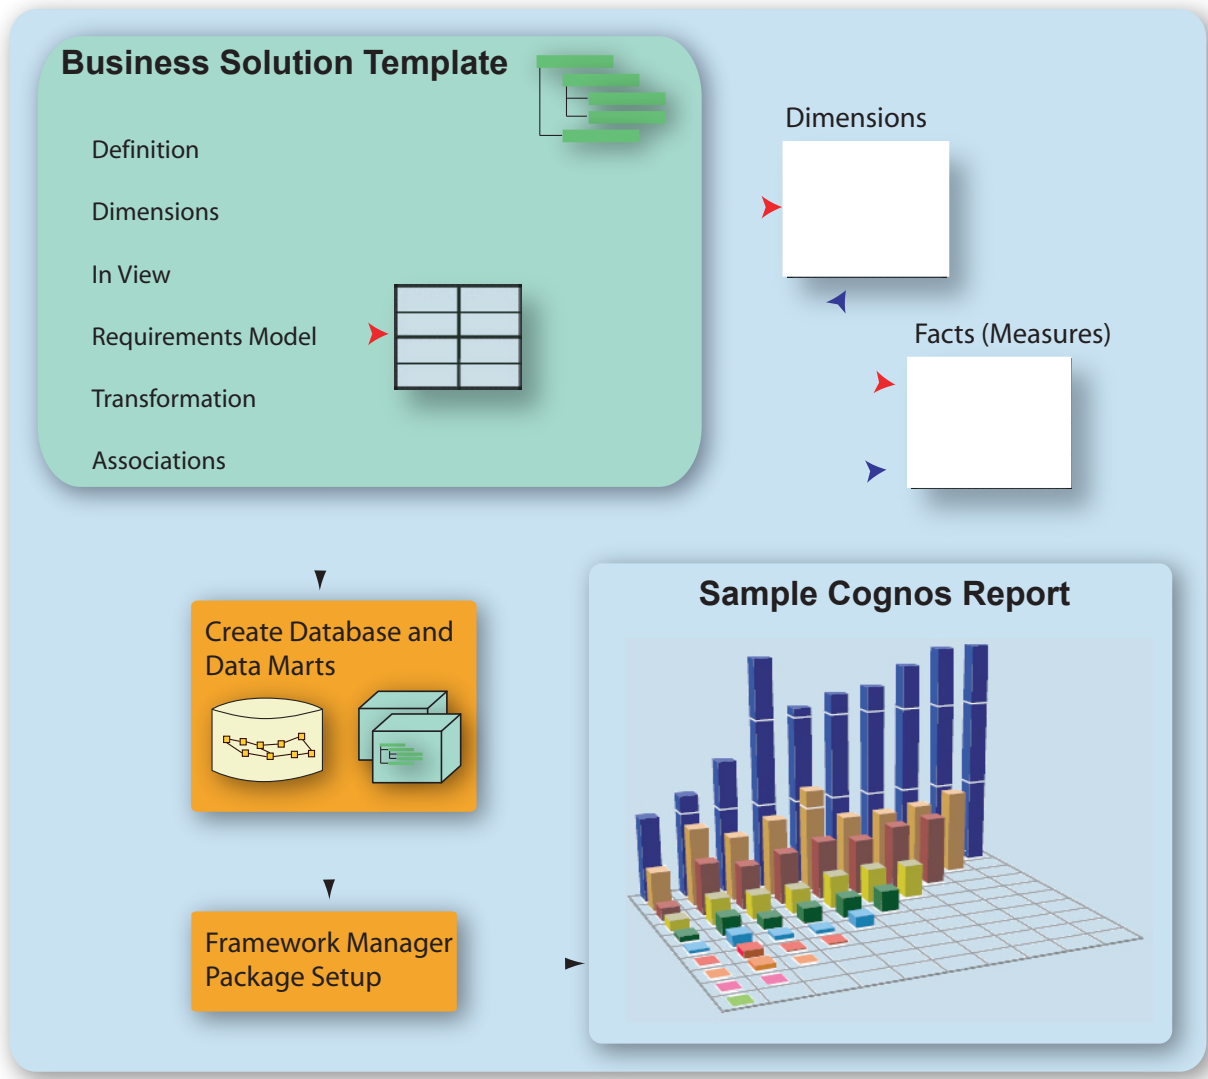 Business Solution Template
Definition
Dimensions
In View
Requirements Model
Transformation
Associations
Dimensions
Facts (Measures)
Create Database and
Data Marts
Framework Manager
Package Setup
Sample Cognos Report